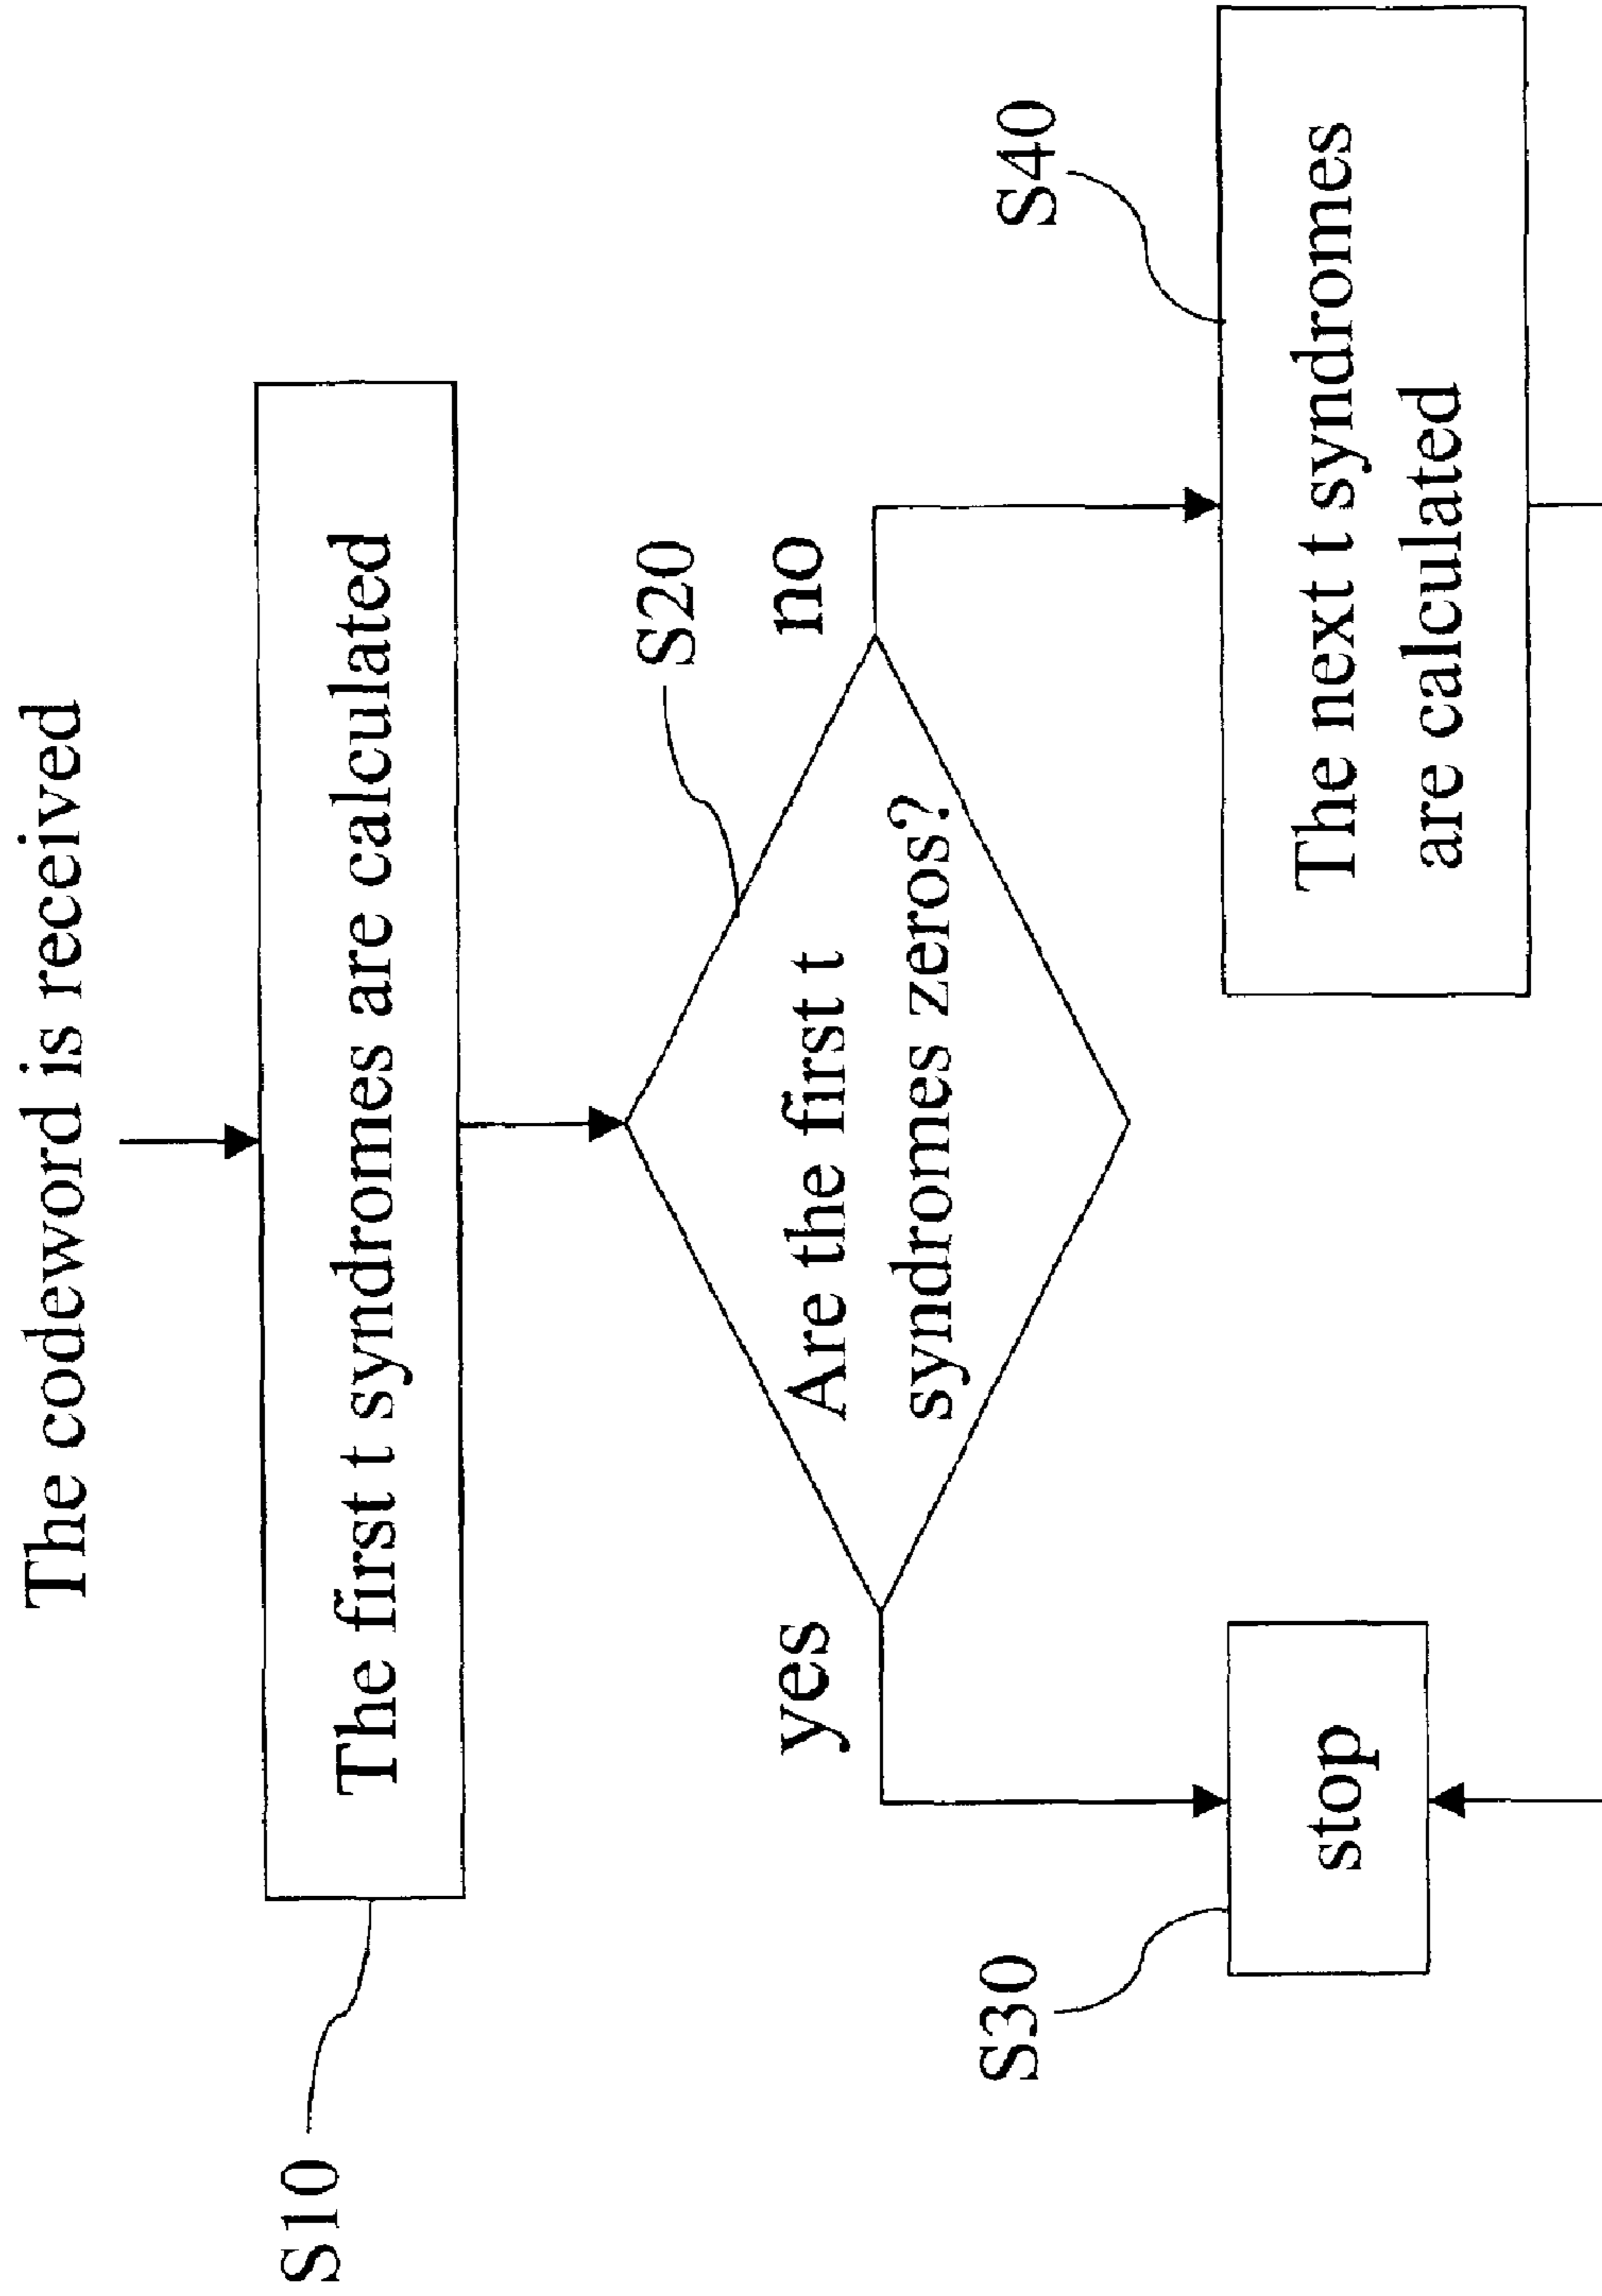 The codeword is received
S10
The first t syndromes are calculated
S20
Are the first t
syndromes zeros?
yes
no
S30
stop
S40
The next t syndromes
are calculated